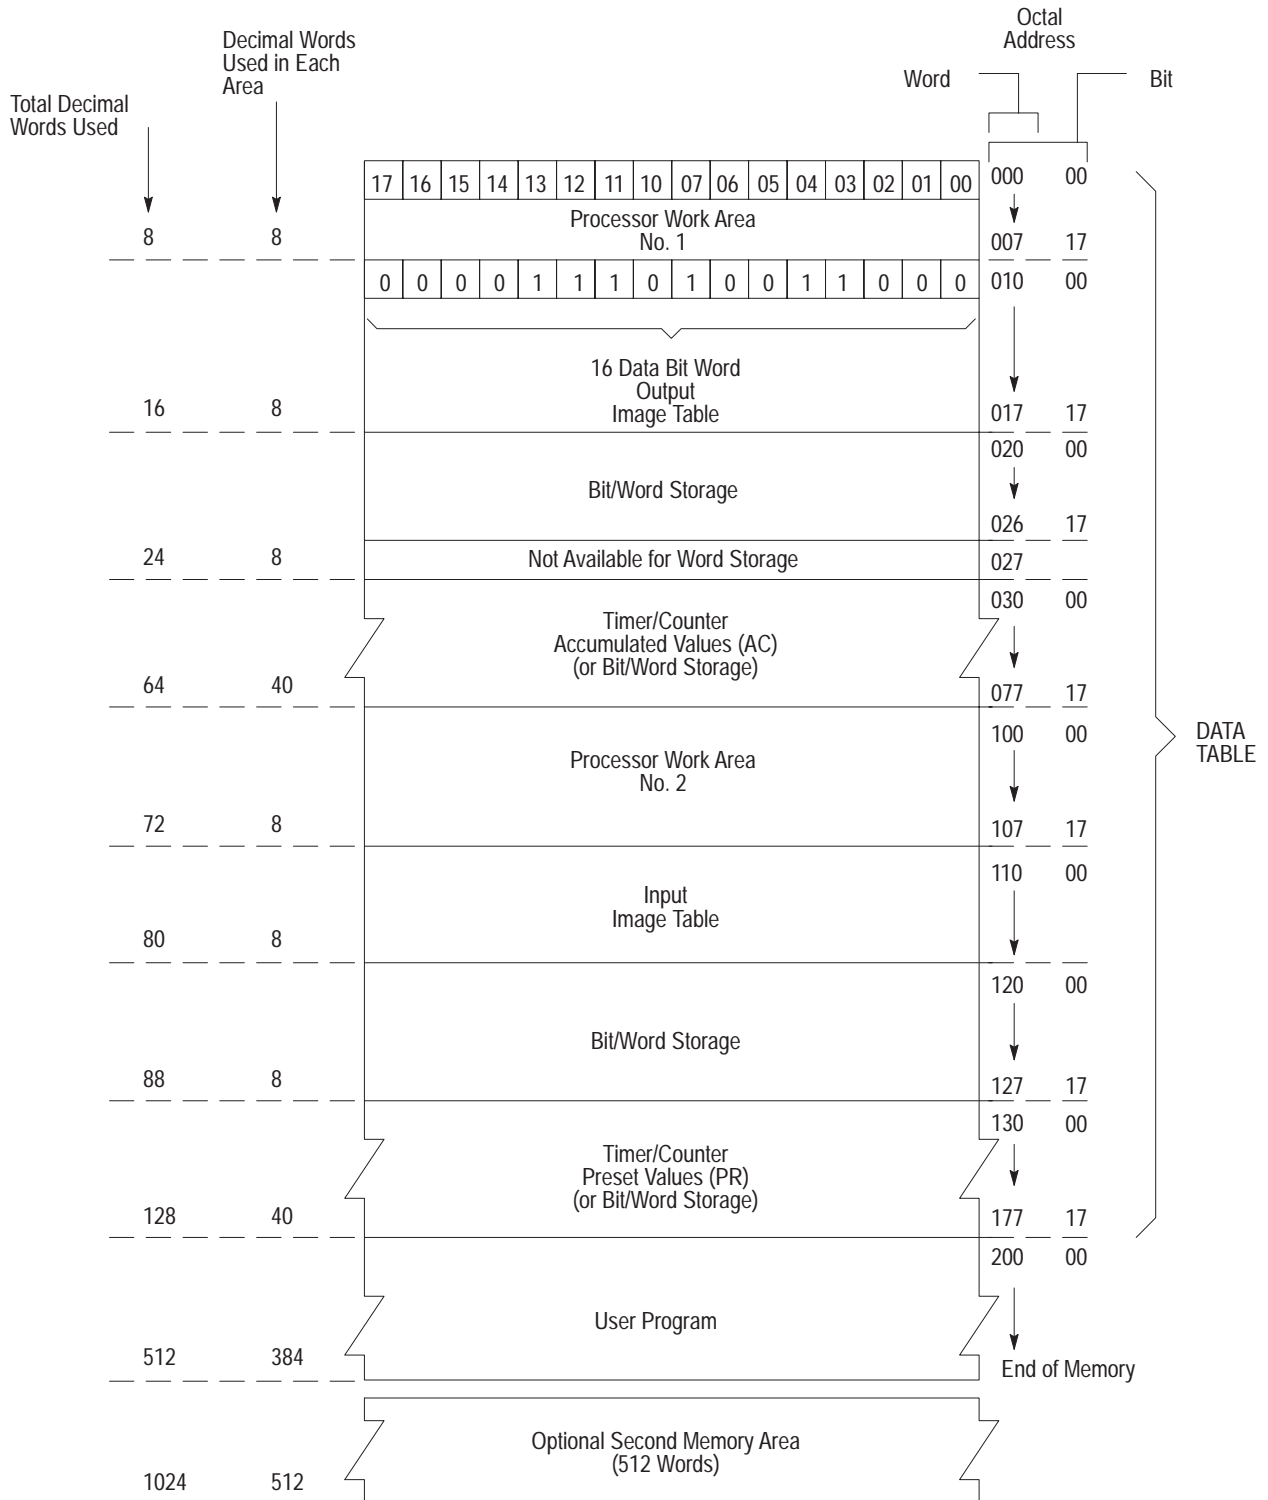 Octal
Address
Decimal Words
Used in Each
Area
Word
Bit
Total Decimal
Words Used
17 16 15 14 13 12 11 10 07 06 05 04 03 02 01 00
000 00
Processor Work Area
No. 1
8 8
007 17
0 0 0 0 1 1 1 0 1 0 0 1 1 0 0 0
010 00
16 Data Bit Word
Output
Image Table
16 8
017 17
020 00
Bit/Word Storage
026 17
24 8
Not Available for Word Storage
027
030 00
Timer/Counter
Accumulated Values (AC)
(or Bit/Word Storage)
64 40
077 17
100 00
DATA
TABLE
Processor Work Area
No. 2
72 8
107 17
110 00
Input
Image Table
80 8
120 00
Bit/Word Storage
88 8
127 17
130 00
Timer/Counter
Preset Values (PR)
(or Bit/Word Storage)
128 40
177 17
200 00
User Program
512 384
End of Memory
Optional Second Memory Area
(512 Words)
1024 512